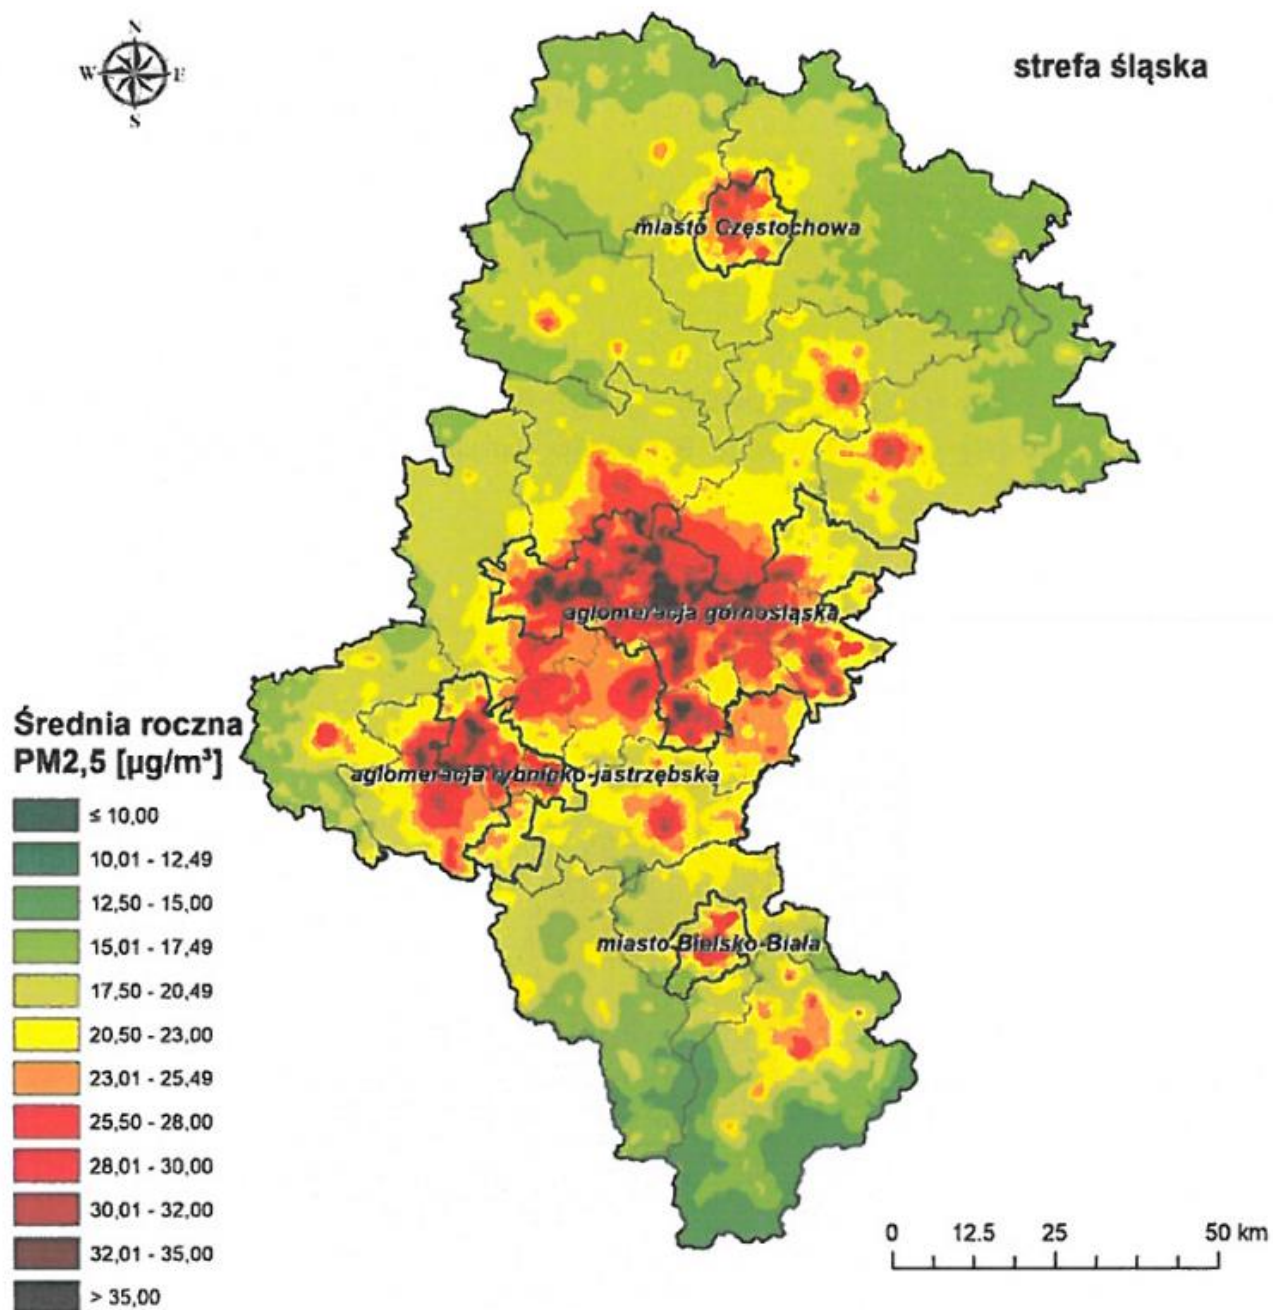 N
W E
S
strefa śląska
miasto Częstochowa
aglomeracja górnośląska
aglomeracja rybnicko-jastrzębska
miasto Bielsko-Biała
Średnia roczna
PM2,5 [µg/m³]
≤ 10,00
10,01 - 12,49
12,50 - 15,00
15,01 - 17,49
17,50 - 20,49
20,50 - 23,00
23,01 - 25,49
25,50 - 28,00
28,01 - 30,00
30,01 - 32,00
32,01 - 35,00
> 35,00
0 12.5 25 50 km